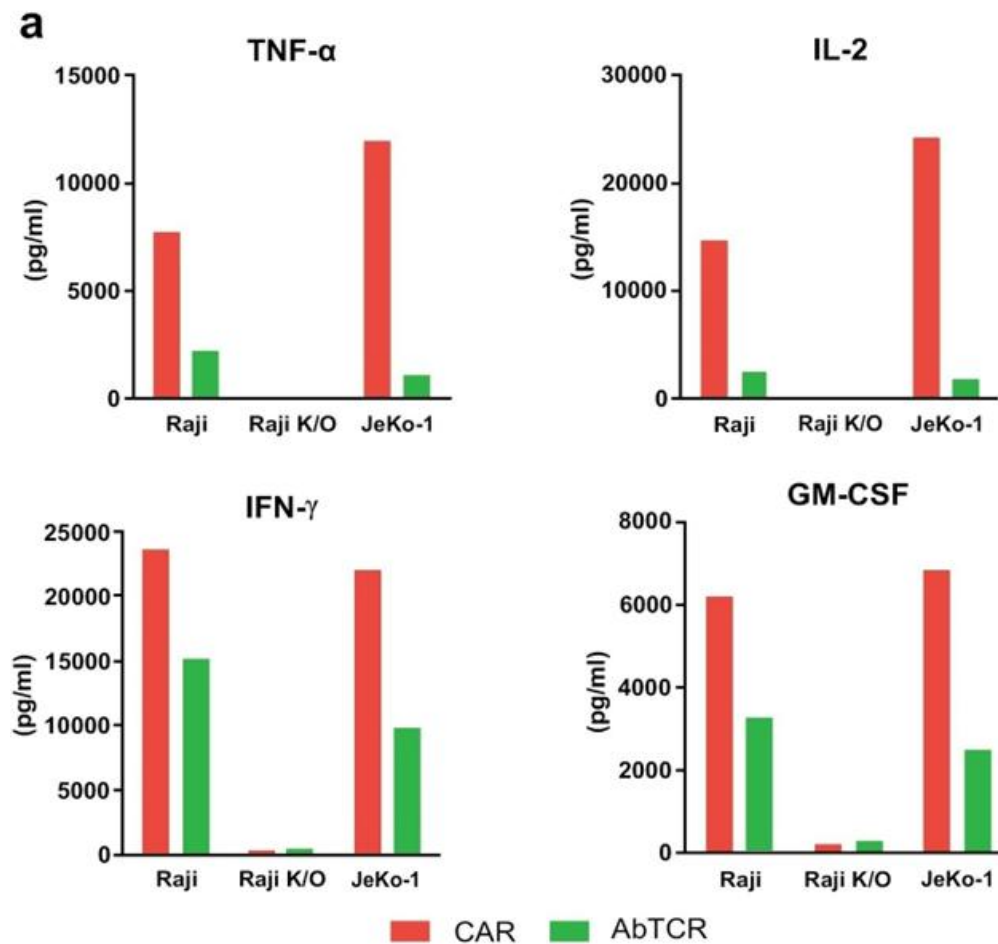 a
TNF-α
15000
10000
5000
0
(pg/ml)
Raji Raji K/O JeKo-1
IL-2
30000
20000
10000
0
(pg/ml)
Raji Raji K/O JeKo-1
IFN-γ
25000
20000
15000
10000
5000
0
(pg/ml)
Raji Raji K/O JeKo-1
GM-CSF
8000
6000
4000
2000
0
(pg/ml)
Raji Raji K/O JeKo-1
CAR AbTCR